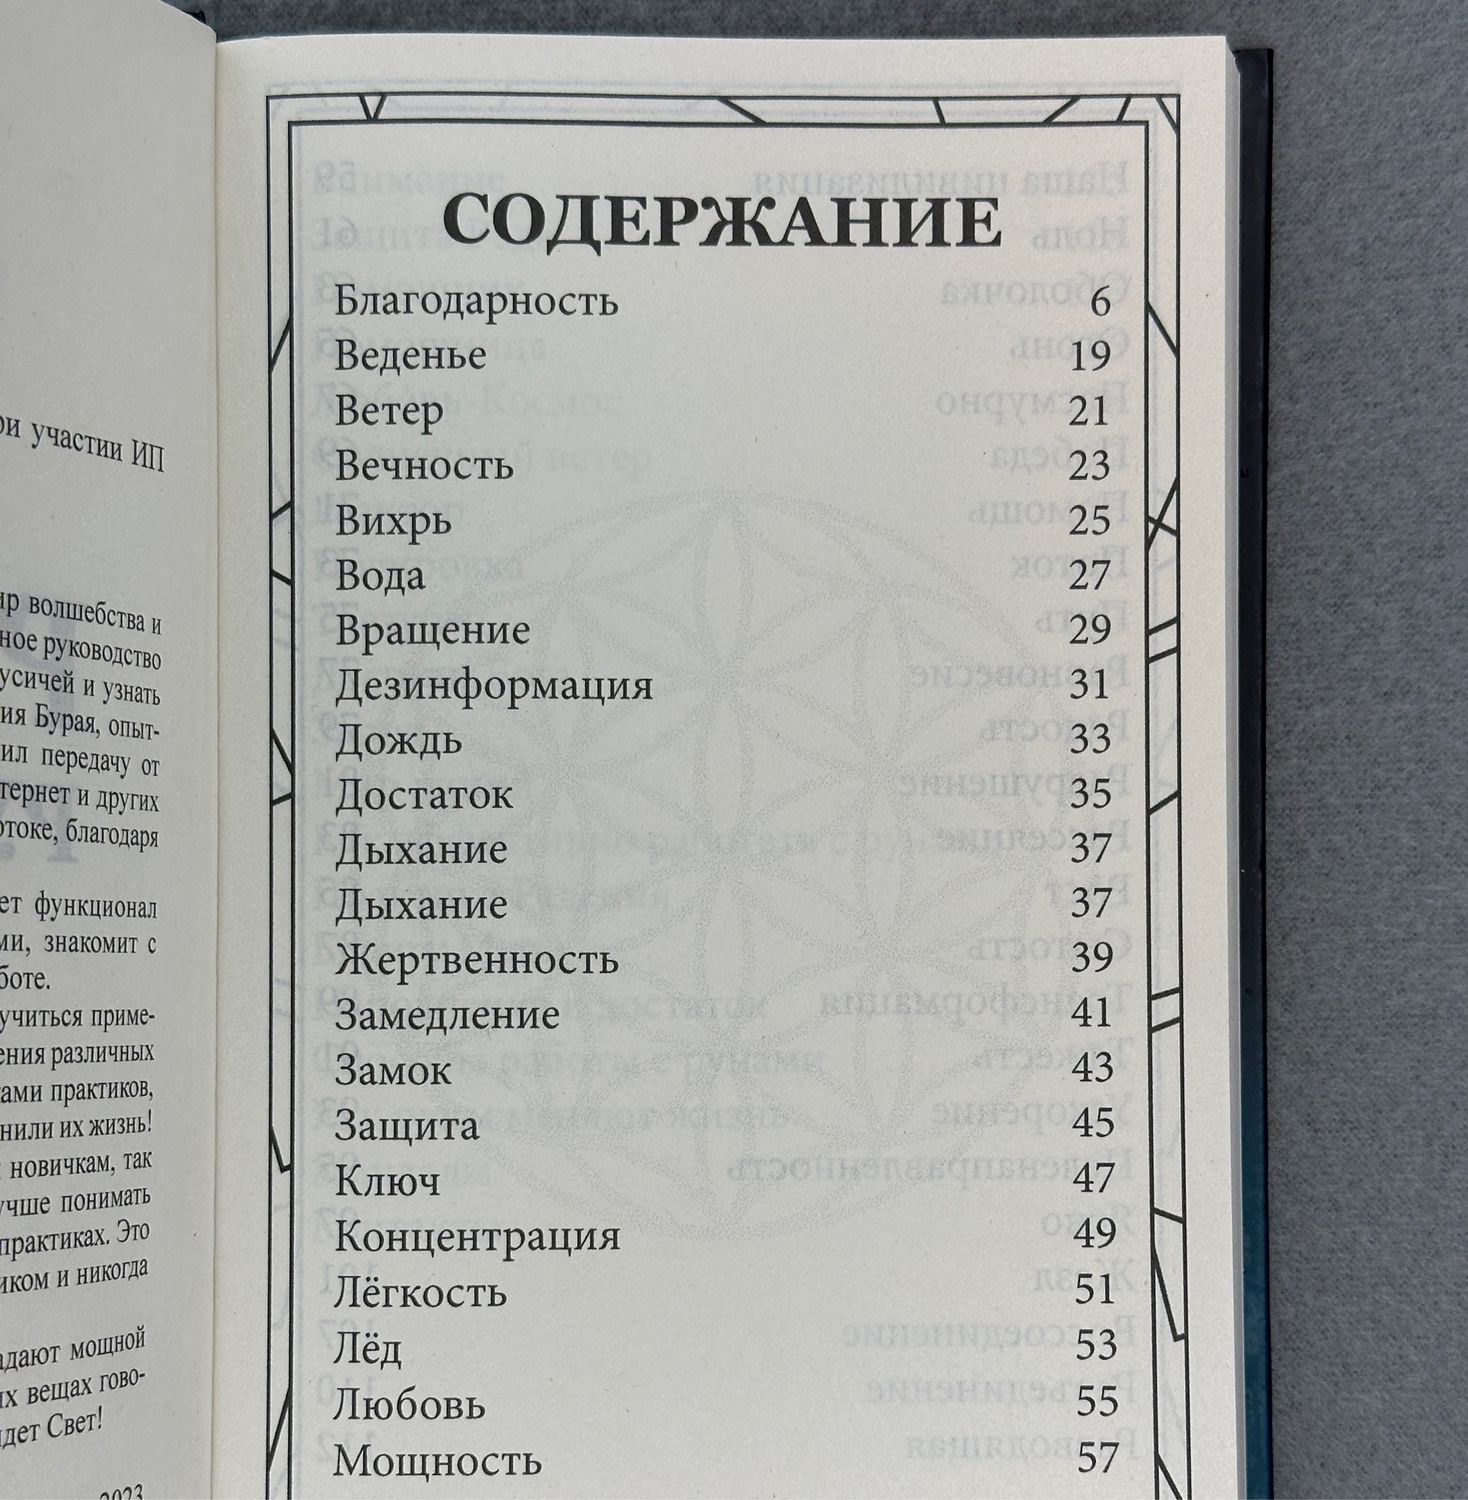 ри участии ИП
ир волшебства и
ное руководство
усичей и узнать
ия Бурая, опыт-
ил передачу от
тернет и других
отоке, благодаря
ет функционал
ми, знакомит с
боте.
учиться приме-
ения различных
тами практиков,
нили их жизнь!
новичкам, так
учше понимать
практиках. Это
иком и никогда
адают мощной
их вещах гово-
идет Свет!
2023
СОДЕРЖАНИЕ
Благодарность 6
Веденье 19
Ветер 21
Вечность 23
Вихрь 25
Вода 27
Вращение 29
Дезинформация 31
Дождь 33
Достаток 35
Дыхание 37
Дыхание 37
Жертвенность 39
Замедление 41
Замок 43
Защита 45
Ключ 47
Концентрация 49
Лёгкость 51
Лёд 53
Любовь 55
Мощность 57